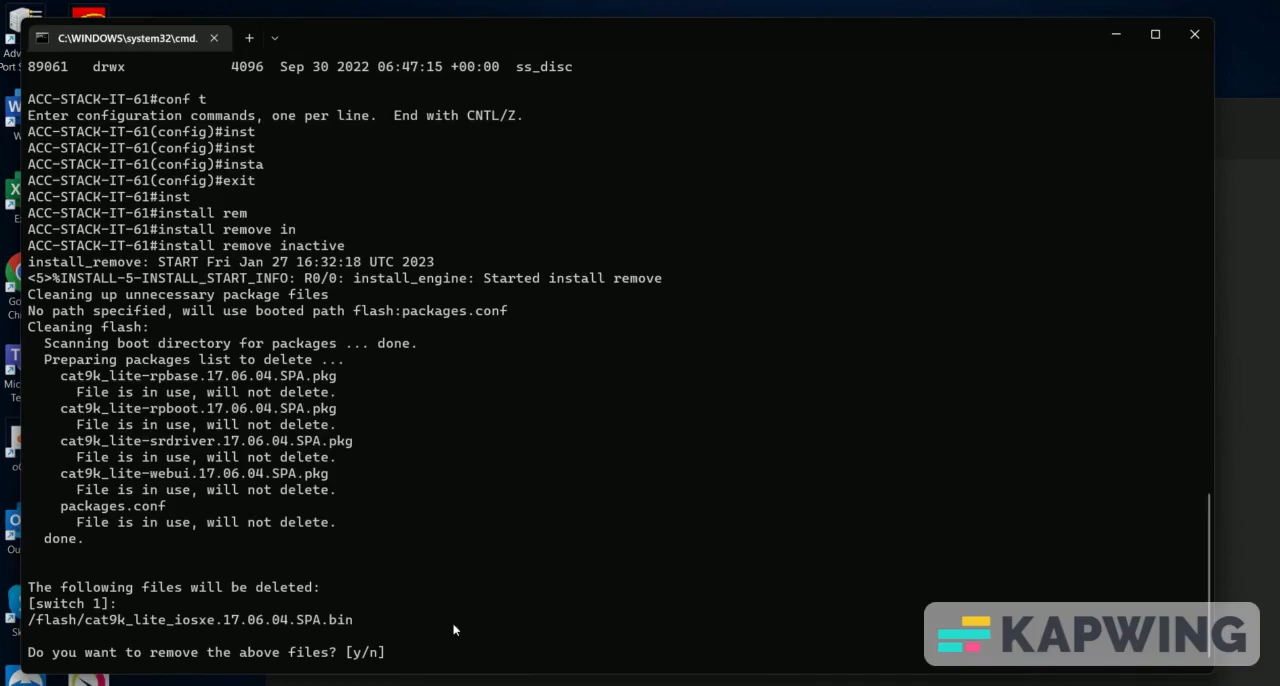 C:\WINDOWS\system32\cmd.
89061   drwx             4096  Sep 30 2022 06:47:15 +00:00  ss_disc
ACC-STACK-IT-61#conf t
Enter configuration commands, one per line.  End with CNTL/Z.
ACC-STACK-IT-61(config)#inst
ACC-STACK-IT-61(config)#inst
ACC-STACK-IT-61(config)#insta
ACC-STACK-IT-61(config)#exit
ACC-STACK-IT-61#inst
ACC-STACK-IT-61#install rem
ACC-STACK-IT-61#install remove in
ACC-STACK-IT-61#install remove inactive
install_remove: START Fri Jan 27 16:32:18 UTC 2023
<5>%INSTALL-5-INSTALL_START_INFO: R0/0: install_engine: Started install remove
Cleaning up unnecessary package files
No path specified, will use booted path flash:packages.conf
Cleaning flash:
  Scanning boot directory for packages ... done.
  Preparing packages list to delete ...
    cat9k_lite-rpbase.17.06.04.SPA.pkg
      File is in use, will not delete.
    cat9k_lite-rpboot.17.06.04.SPA.pkg
      File is in use, will not delete.
    cat9k_lite-srdriver.17.06.04.SPA.pkg
      File is in use, will not delete.
    cat9k_lite-webui.17.06.04.SPA.pkg
      File is in use, will not delete.
    packages.conf
      File is in use, will not delete.
  done.
The following files will be deleted:
[switch 1]:
/flash/cat9k_lite_iosxe.17.06.04.SPA.bin
Do you want to remove the above files? [y/n]
KAPWING